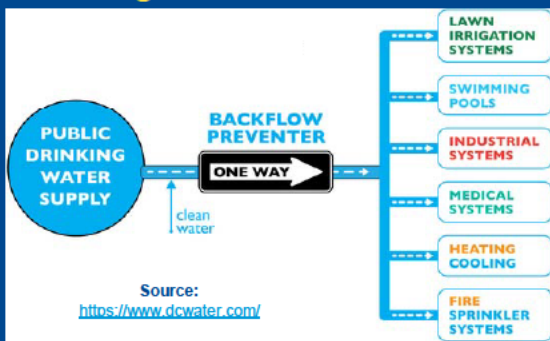 PUBLIC
DRINKING
WATER
SUPPLY
clean
water
BACKFLOW
PREVENTER
ONE WAY
LAWN
IRRIGATION
SYSTEMS
SWIMMING
POOLS
INDUSTRIAL
SYSTEMS
MEDICAL
SYSTEMS
HEATING
COOLING
FIRE
SPRINKLER
SYSTEMS
Source:
https://www.dcwater.com/